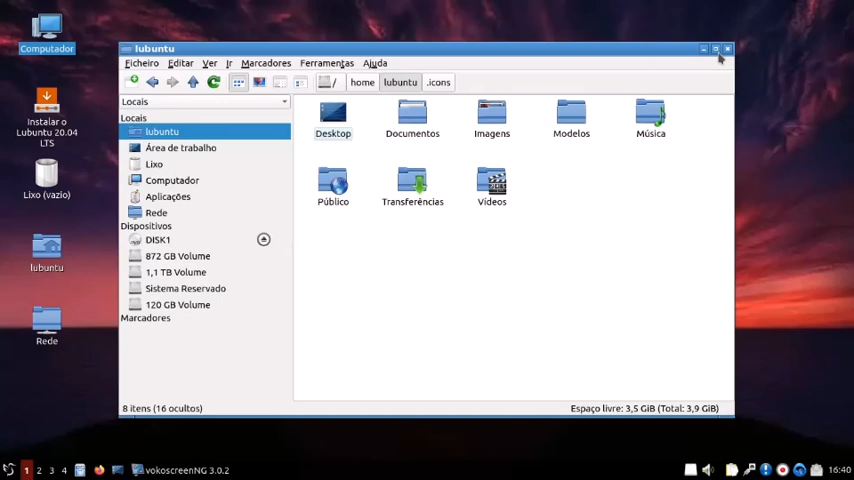 Computador
Instalar o
Lubuntu 20.04
LTS
Lixo (vazio)
lubuntu
Rede
lubuntu
Ficheiro Editar Ver Ir Marcadores Ferramentas Ajuda
/ home lubuntu .icons
Locais
Locais
lubuntu
Área de trabalho
Lixo
Computador
Aplicações
Rede
Dispositivos
DISK1
872 GB Volume
1,1 TB Volume
Sistema Reservado
120 GB Volume
Marcadores
Desktop Documentos Imagens Modelos Música
Público Transferências Vídeos
8 itens (16 ocultos) Espaço livre: 3,5 GiB (Total: 3,9 GiB)
1 2 3 4 vokoscreenNG 3.0.2 16:40